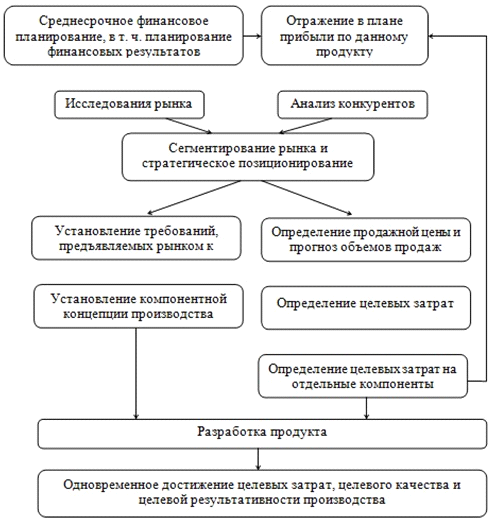 Среднесрочное финансовое
планирование, в т. ч. планирование
финансовых результатов
Отражение в плане
прибыли по данному
продукту
Исследования рынка
Анализ конкурентов
Сегментирование рынка и
стратегическое позиционирование
Установление требований,
предъявляемых рынком к
Определение продажной цены и
прогноз объемов продаж
Установление компонентной
концепции производства
Определение целевых затрат
Определение целевых затрат на
отдельные компоненты
Разработка продукта
Одновременное достижение целевых затрат, целевого качества и
целевой результативности производства